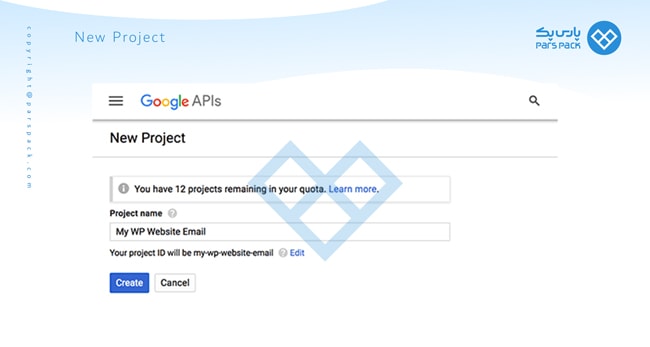 New Project
پارس پک
PARS PACK
copyright@parspack.com
Google APIs
New Project
You have 12 projects remaining in your quota. Learn more.
Project name
My WP Website Email
Your project ID will be my-wp-website-email Edit
Create Cancel